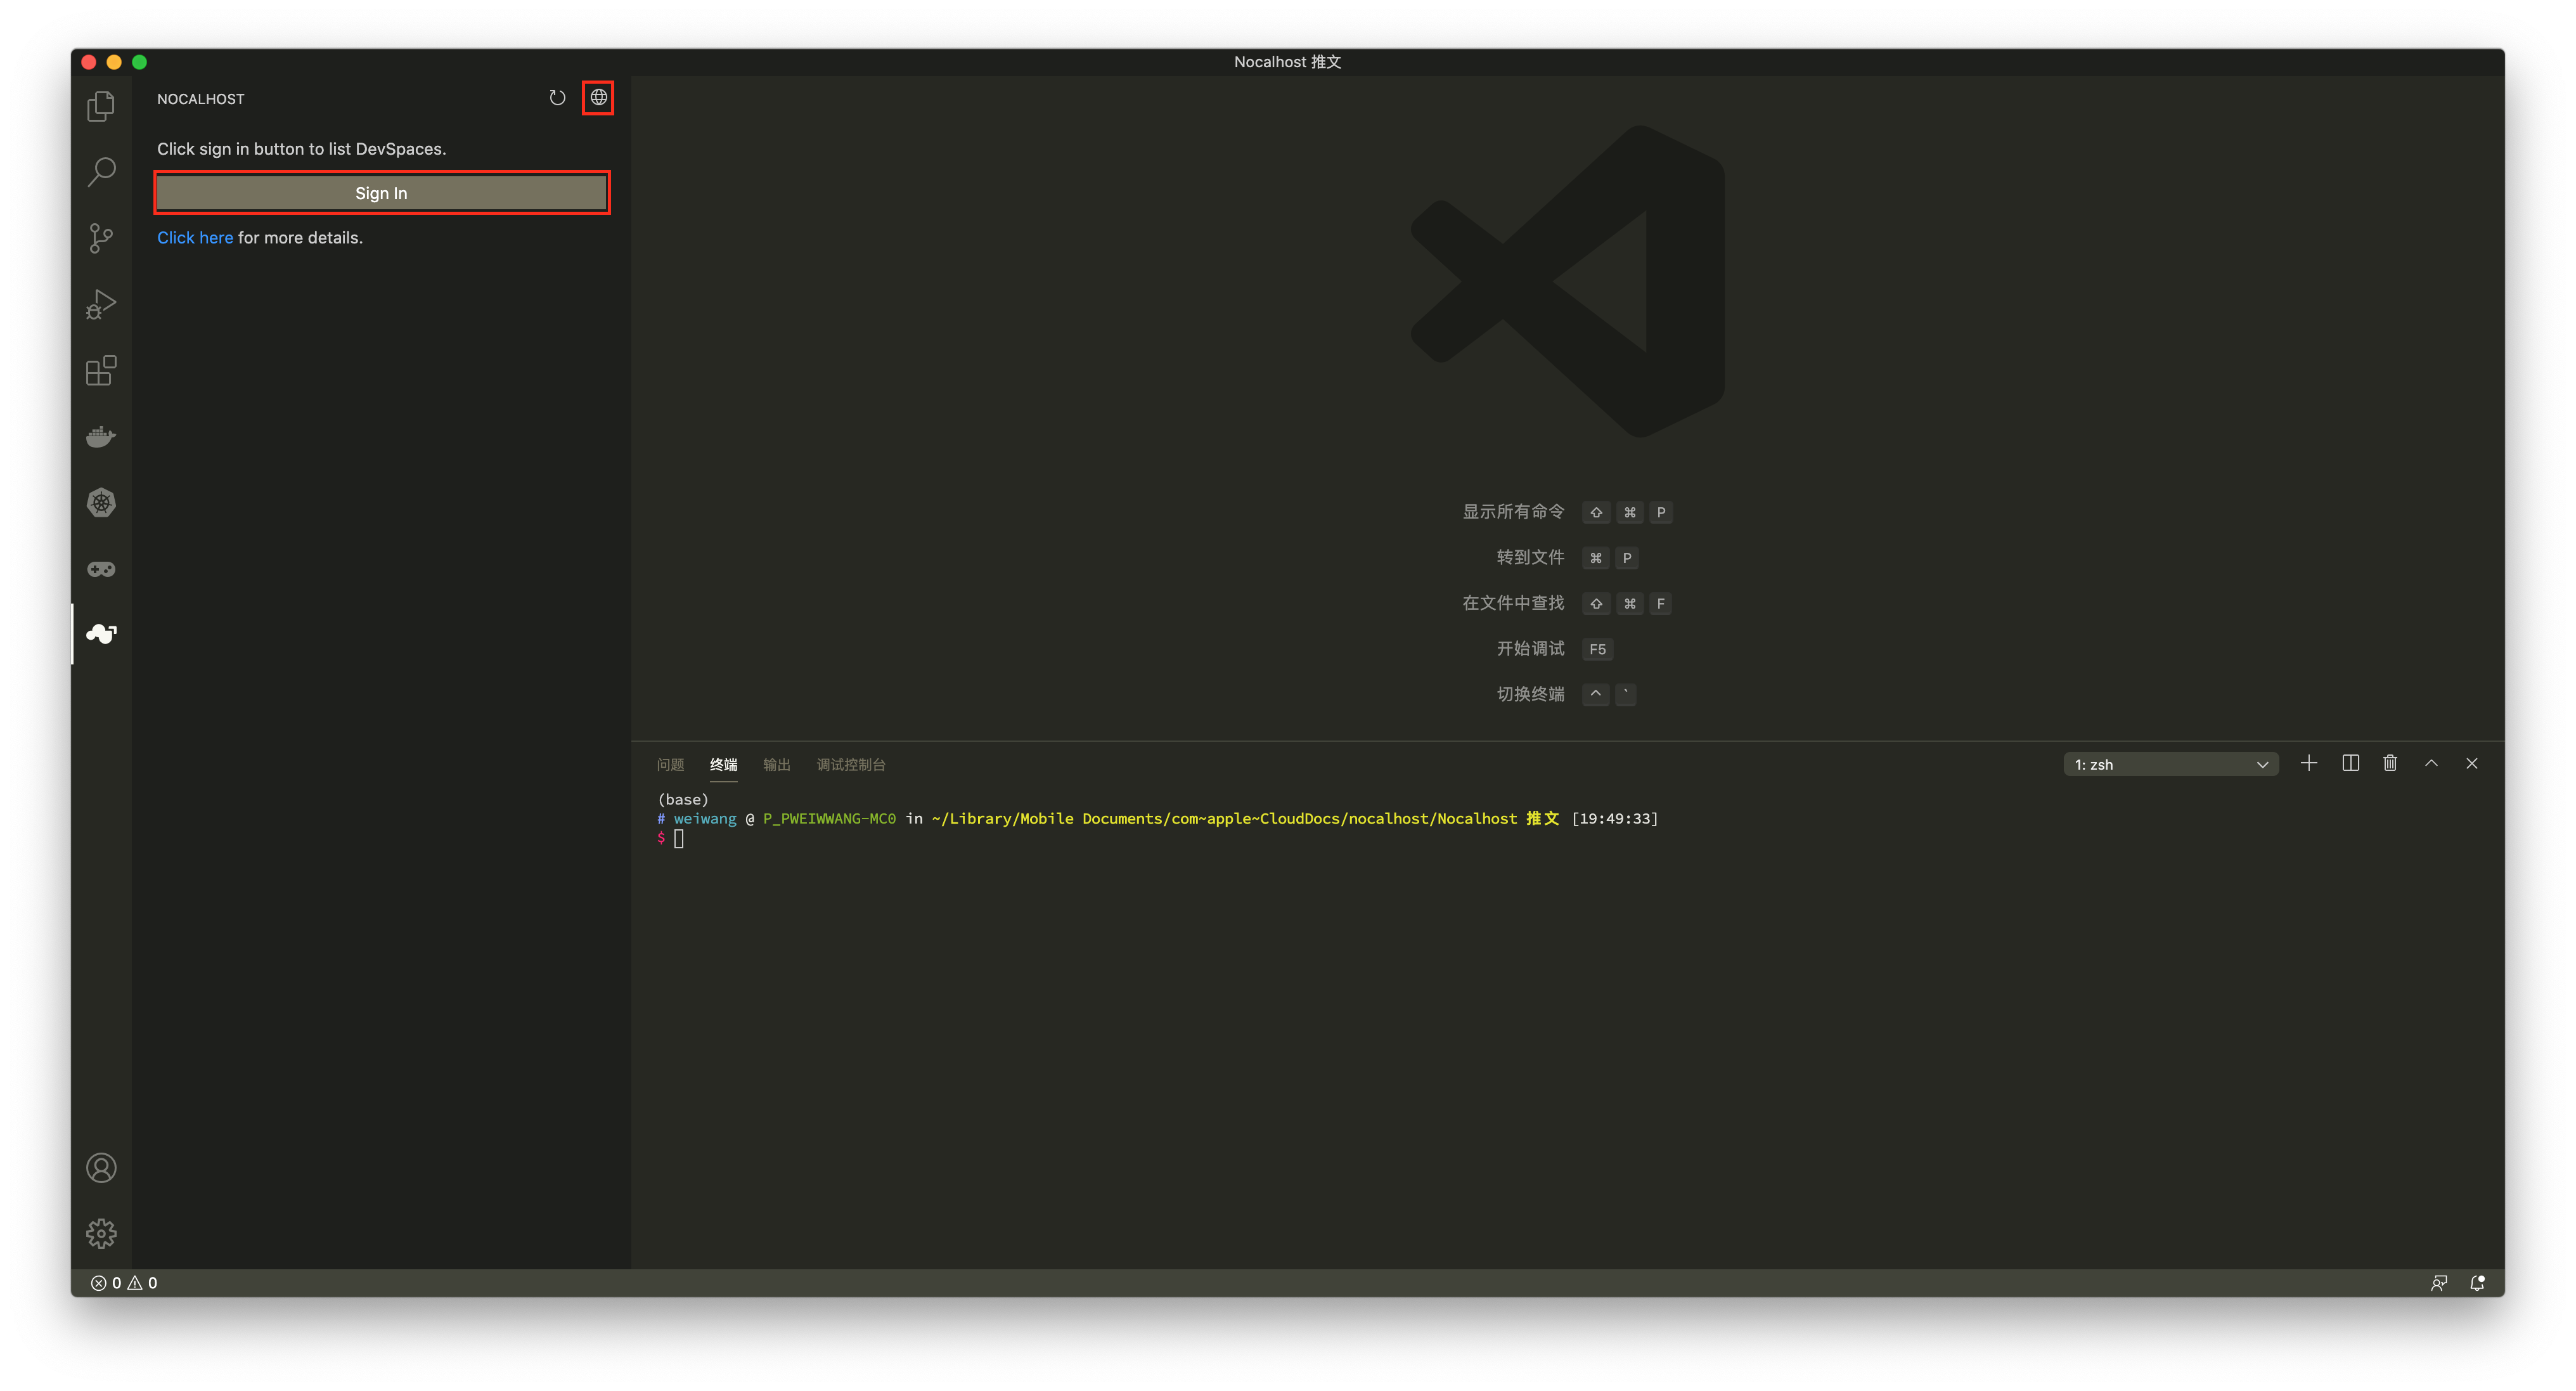 Nocalhost 推文
NOCALHOST
Click sign in button to list DevSpaces.
Sign In
Click here for more details.
显示所有命令 ⇧ ⌘ P
转到文件 ⌘ P
在文件中查找 ⇧ ⌘ F
开始调试 F5
切换终端 ^ `
问题 终端 输出 调试控制台 1: zsh
(base)
# weiwang @ P_PWEIWWANG-MC0 in ~/Library/Mobile Documents/com~apple~CloudDocs/nocalhost/Nocalhost 推文 [19:49:33]
$
0 0